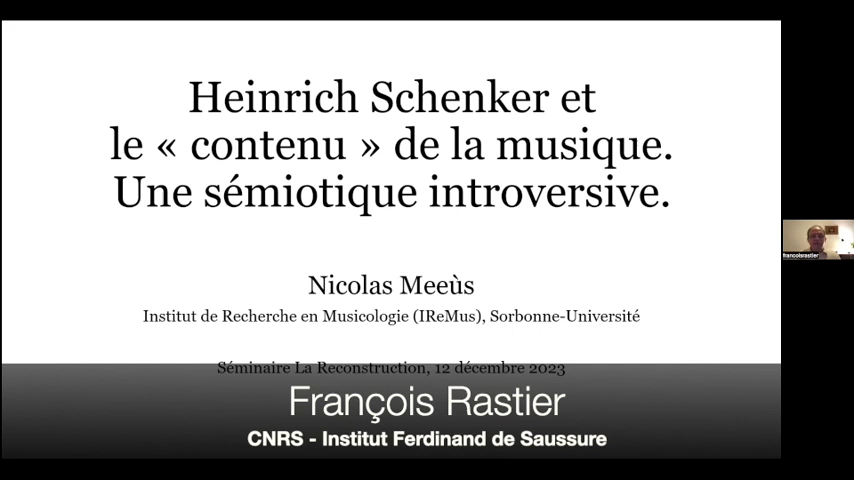 Heinrich Schenker et
le « contenu » de la musique.
Une sémiotique introversive.
Nicolas Meeùs
Institut de Recherche en Musicologie (IReMus), Sorbonne-Université
Séminaire La Reconstruction, 12 décembre 2023
François Rastier
CNRS - Institut Ferdinand de Saussure
francoisrastier